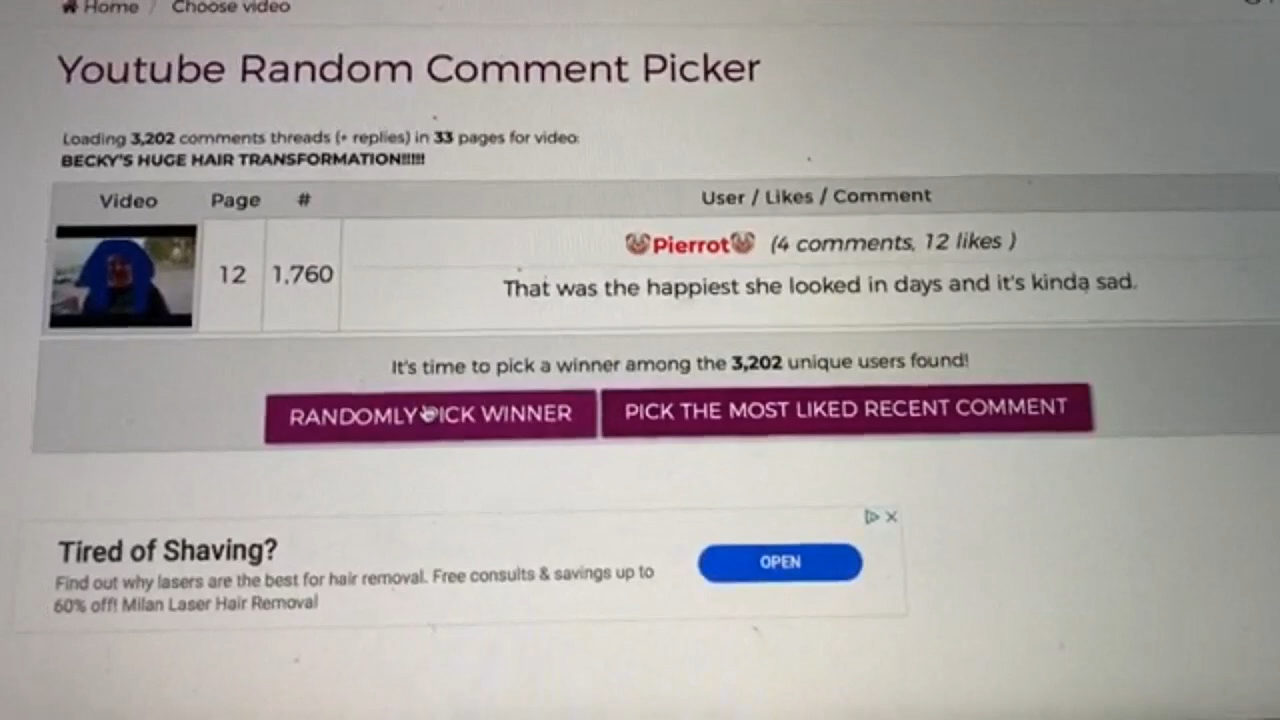 Home / Choose video
Youtube Random Comment Picker
Loading 3,202 comments threads (+ replies) in 33 pages for video:
BECKY'S HUGE HAIR TRANSFORMATION!!!!!!
Video Page # User / Likes / Comment
🤡Pierrot🤡 (4 comments, 12 likes )
12 1,760
That was the happiest she looked in days and it's kinda sad.
It's time to pick a winner among the 3,202 unique users found!
RANDOMLY PICK WINNER PICK THE MOST LIKED RECENT COMMENT
Tired of Shaving?
Find out why lasers are the best for hair removal. Free consults & savings up to
60% off! Milan Laser Hair Removal
OPEN